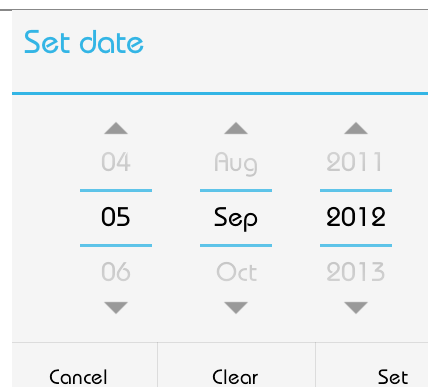 Set date
04 Aug 2011
05 Sep 2012
06 Oct 2013
Cancel Clear Set